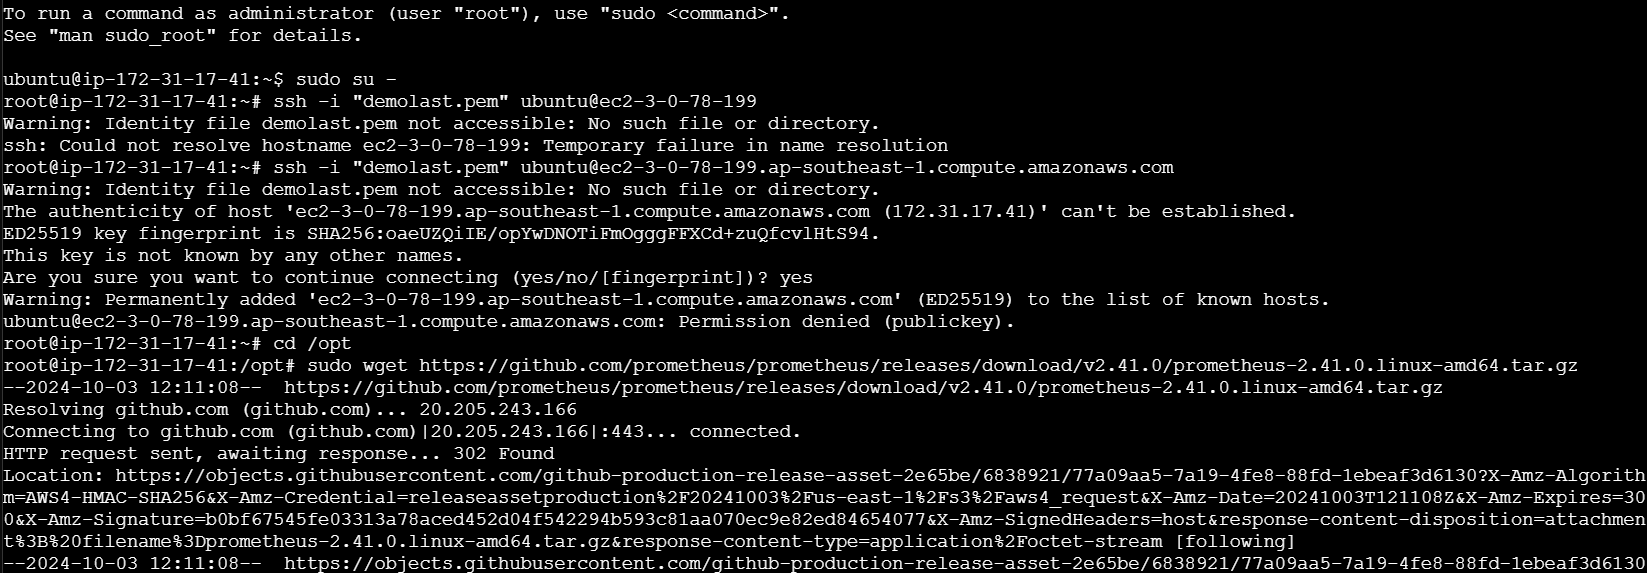 To run a command as administrator (user "root"), use "sudo <command>".
See "man sudo_root" for details.
ubuntu@ip-172-31-17-41:~$ sudo su -
root@ip-172-31-17-41:~# ssh -i "demolast.pem" ubuntu@ec2-3-0-78-199
Warning: Identity file demolast.pem not accessible: No such file or directory.
ssh: Could not resolve hostname ec2-3-0-78-199: Temporary failure in name resolution
root@ip-172-31-17-41:~# ssh -i "demolast.pem" ubuntu@ec2-3-0-78-199.ap-southeast-1.compute.amazonaws.com
Warning: Identity file demolast.pem not accessible: No such file or directory.
The authenticity of host 'ec2-3-0-78-199.ap-southeast-1.compute.amazonaws.com (172.31.17.41)' can't be established.
ED25519 key fingerprint is SHA256:oaeUZQiIE/opYwDNOTiFmOgggFFXCd+zuQfcvlHtS94.
This key is not known by any other names.
Are you sure you want to continue connecting (yes/no/[fingerprint])? yes
Warning: Permanently added 'ec2-3-0-78-199.ap-southeast-1.compute.amazonaws.com' (ED25519) to the list of known hosts.
ubuntu@ec2-3-0-78-199.ap-southeast-1.compute.amazonaws.com: Permission denied (publickey).
root@ip-172-31-17-41:~# cd /opt
root@ip-172-31-17-41:/opt# sudo wget https://github.com/prometheus/prometheus/releases/download/v2.41.0/prometheus-2.41.0.linux-amd64.tar.gz
--2024-10-03 12:11:08--  https://github.com/prometheus/prometheus/releases/download/v2.41.0/prometheus-2.41.0.linux-amd64.tar.gz
Resolving github.com (github.com)... 20.205.243.166
Connecting to github.com (github.com)|20.205.243.166|:443... connected.
HTTP request sent, awaiting response... 302 Found
Location: https://objects.githubusercontent.com/github-production-release-asset-2e65be/6838921/77a09aa5-7a19-4fe8-88fd-1ebeaf3d6130?X-Amz-Algorith
m=AWS4-HMAC-SHA256&X-Amz-Credential=releaseassetproduction%2F20241003%2Fus-east-1%2Fs3%2Faws4_request&X-Amz-Date=20241003T121108Z&X-Amz-Expires=30
0&X-Amz-Signature=b0bf67545fe03313a78aced452d04f542294b593c81aa070ec9e82ed84654077&X-Amz-SignedHeaders=host&response-content-disposition=attachmen
t%3B%20filename%3Dprometheus-2.41.0.linux-amd64.tar.gz&response-content-type=application%2Foctet-stream [following]
--2024-10-03 12:11:08--  https://objects.githubusercontent.com/github-production-release-asset-2e65be/6838921/77a09aa5-7a19-4fe8-88fd-1ebeaf3d6130